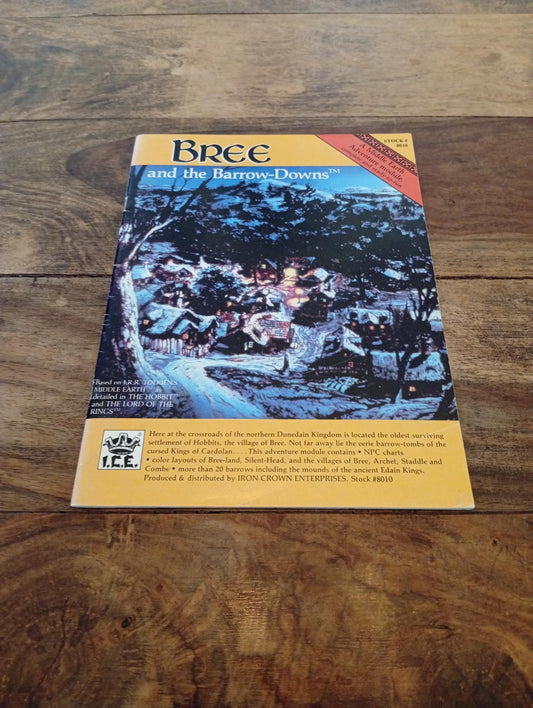 BREE
and the Barrow-Downs™
STOCK #
8010
A Middle Earth
Adventure module,
complete and ready-to-run
Based on J.R.R. TOLKIEN'S
MIDDLE EARTH™ as
detailed in THE HOBBIT™
and THE LORD OF THE
RINGS™.
I.C.E.
Here at the crossroads of the northern Dunedain Kingdom is located the oldest surviving
settlement of Hobbits, the village of Bree. Not far away lie the eerie barrow-tombs of the
cursed Kings of Cardolan. . . . This adventure module contains • NPC charts
• color layouts of Bree-land, Silent-Head, and the villages of Bree, Archet, Staddle and
Combe • more than 20 barrows including the mounds of the ancient Edain Kings.
Produced & distributed by IRON CROWN ENTERPRISES. Stock #8010